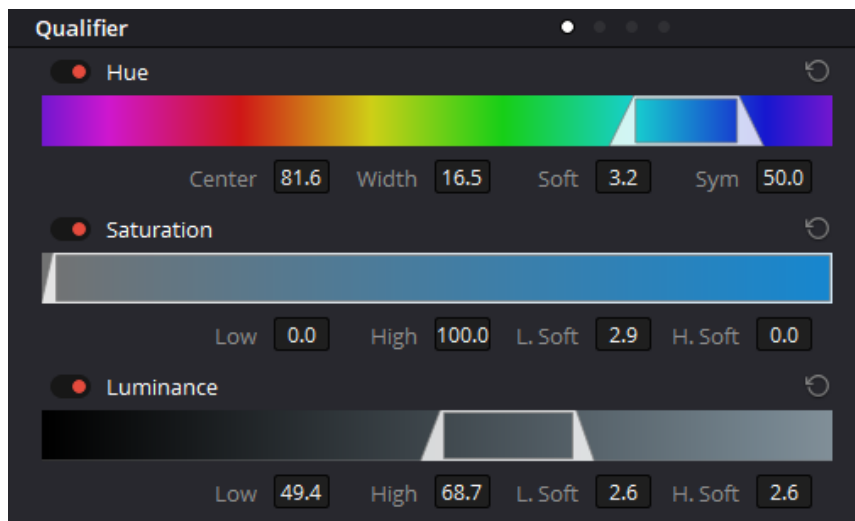 Qualifier
Hue
Center 81.6 Width 16.5 Soft 3.2 Sym 50.0
Saturation
Low 0.0 High 100.0 L. Soft 2.9 H. Soft 0.0
Luminance
Low 49.4 High 68.7 L. Soft 2.6 H. Soft 2.6